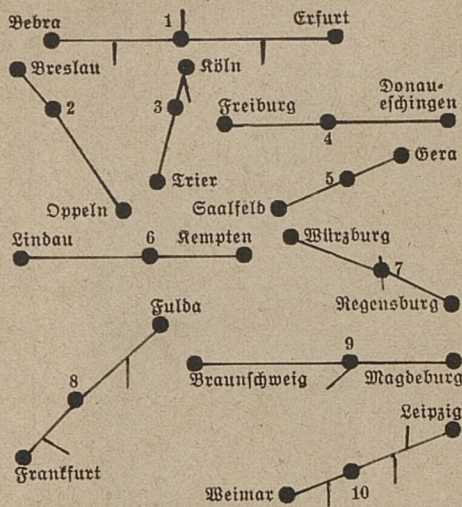 Bebra 1 Erfurt
Breslau Köln
2 3
Freiburg Donau-
eschingen
4
Gera
5
Trier
Oppeln Saalfeld
Lindau 6 Kempten Würzburg
7
Regensburg
Fulda
8
9
Braunschweig Magdeburg
Leipzig
Frankfurt
Weimar 10